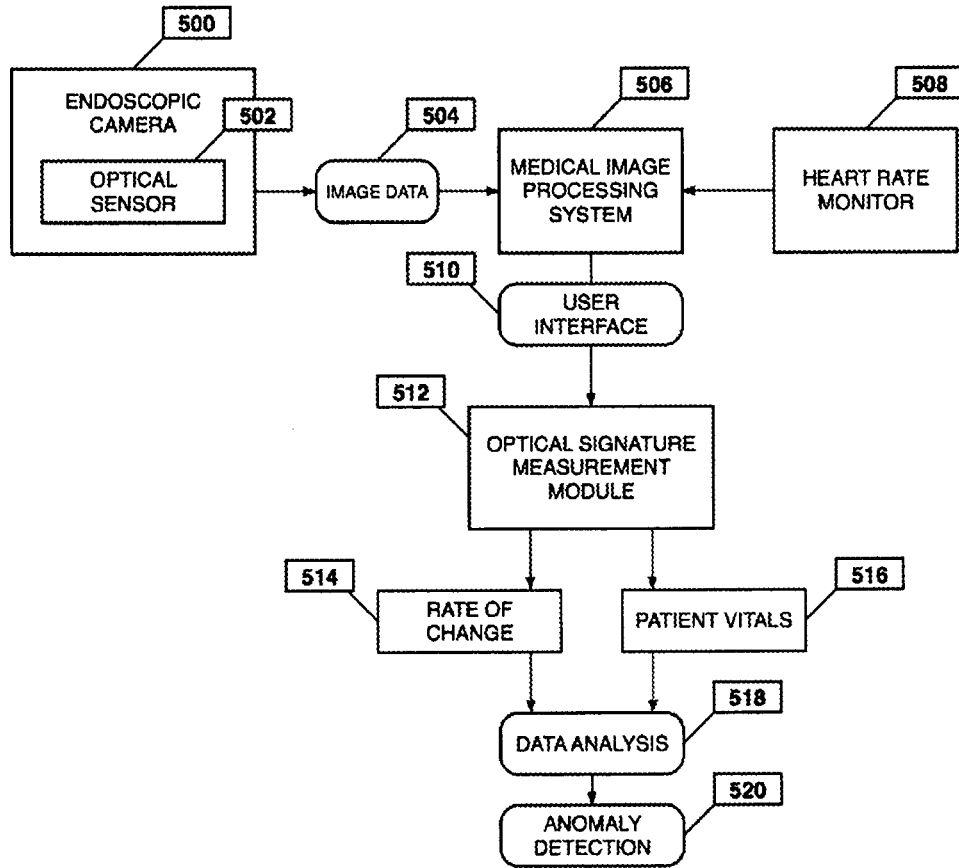 500
ENDOSCOPIC
CAMERA
502
OPTICAL
SENSOR
504
IMAGE DATA
506
MEDICAL IMAGE
PROCESSING
SYSTEM
508
HEART RATE
MONITOR
510
USER
INTERFACE
512
OPTICAL SIGNATURE
MEASUREMENT
MODULE
514
RATE OF
CHANGE
516
PATIENT VITALS
518
DATA ANALYSIS
520
ANOMALY
DETECTION